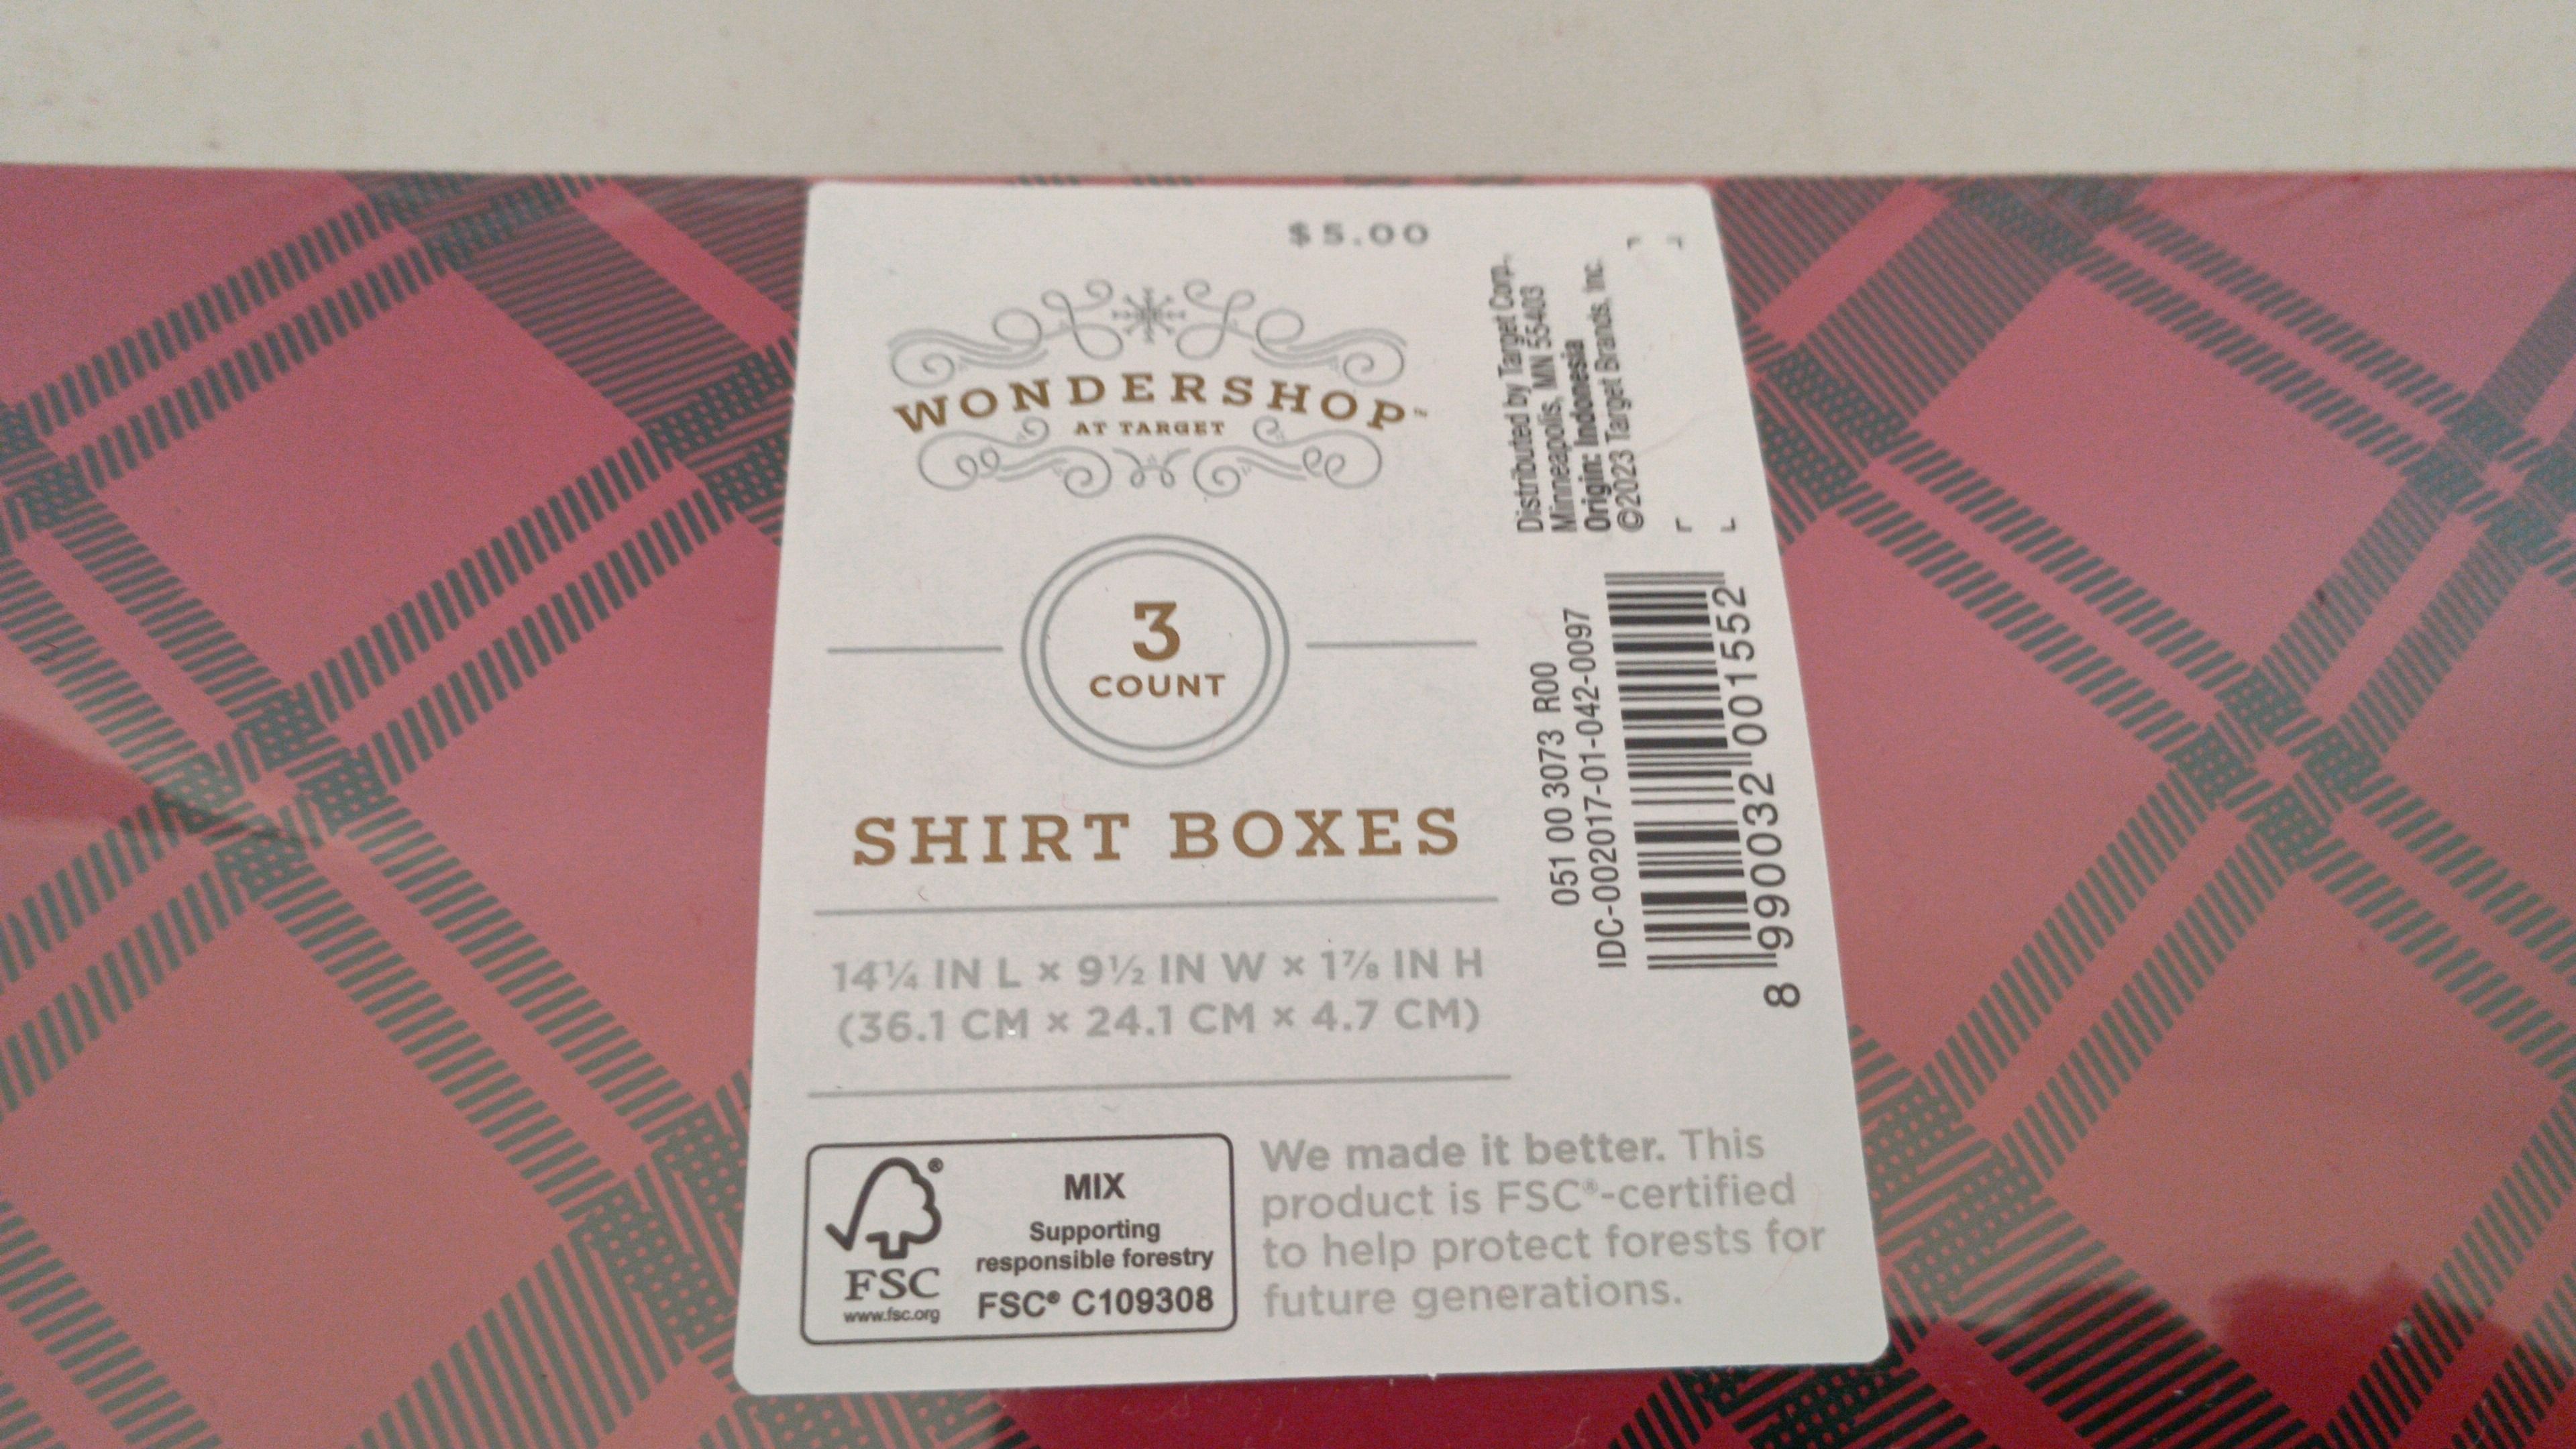 $5.00
WONDERSHOP™
AT TARGET
3
COUNT
SHIRT BOXES
14¼ IN L × 9½ IN W × 1⅞ IN H
(36.1 CM × 24.1 CM × 4.7 CM)
FSC®
www.fsc.org
MIX
Supporting
responsible forestry
FSC® C109308
We made it better. This
product is FSC®-certified
to help protect forests for
future generations.
Distributed by Target Corp.,
Minneapolis, MN 55403
Origin: Indonesia
©2023 Target Brands, Inc.
051 00 3073 R00
IDC-002017-01-042-0097
8 990032 001552